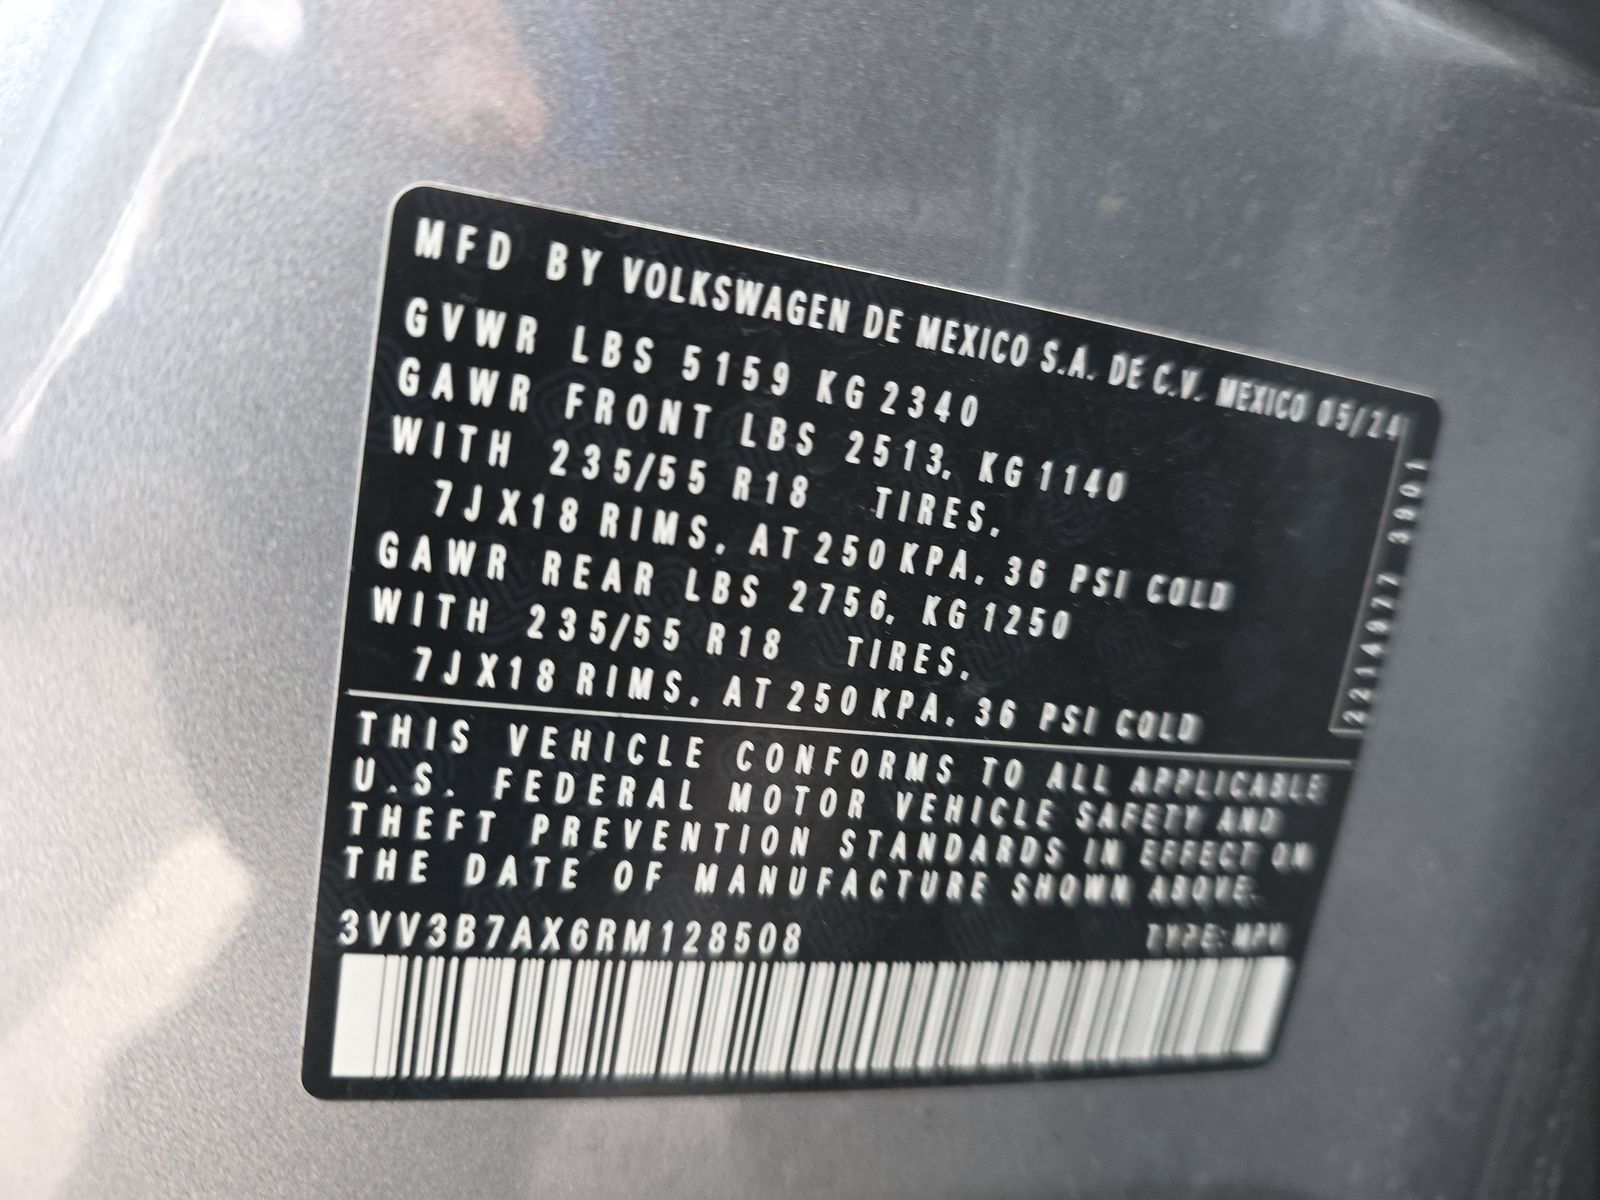 MFD BY VOLKSWAGEN DE MEXICO S.A. DE C.V. MEXICO 05/24
GVWR LBS 5159 KG 2340
GAWR FRONT LBS 2513, KG 1140
WITH 235/55 R18 TIRES,
7JX18 RIMS, AT 250 KPA, 36 PSI COLD
GAWR REAR LBS 2756, KG 1250
WITH 235/55 R18 TIRES,
7JX18 RIMS, AT 250 KPA, 36 PSI COLD
THIS VEHICLE CONFORMS TO ALL APPLICABLE
U.S. FEDERAL MOTOR VEHICLE SAFETY AND
THEFT PREVENTION STANDARDS IN EFFECT ON
THE DATE OF MANUFACTURE SHOWN ABOVE.
3VV3B7AX6RM128508 TYPE: MPV